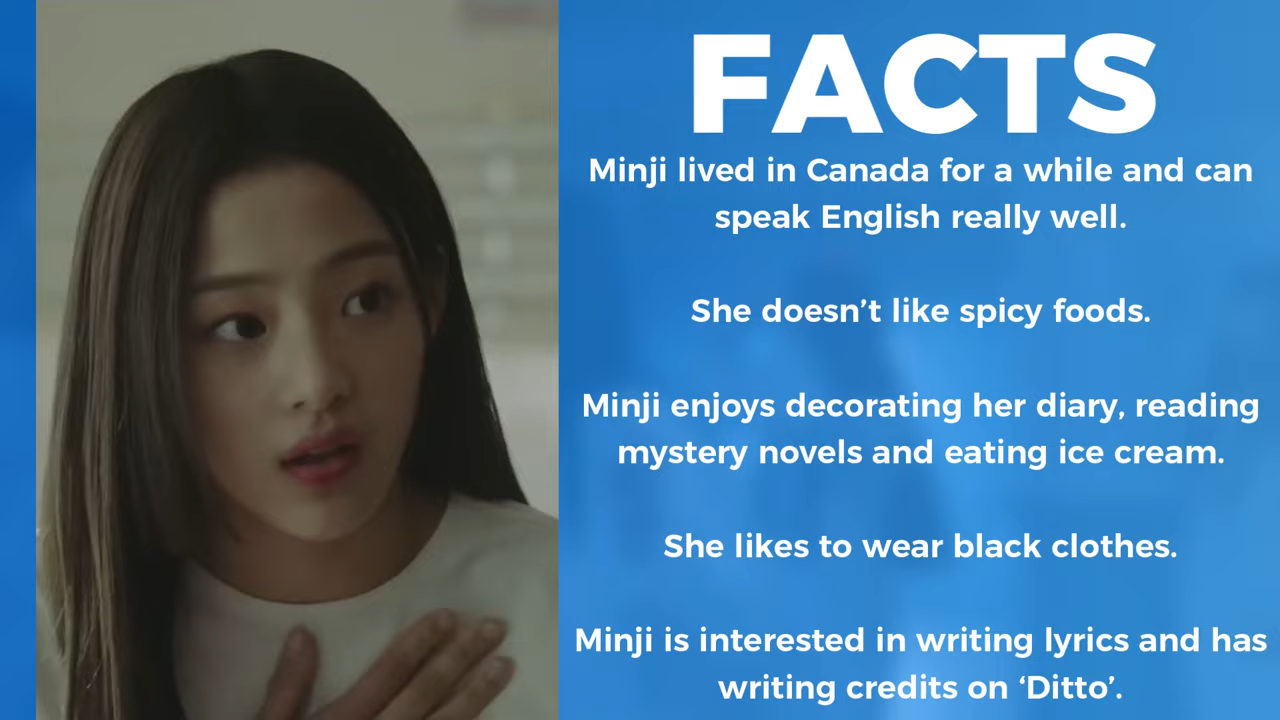 FACTS
Minji lived in Canada for a while and can
speak English really well.
She doesn’t like spicy foods.
Minji enjoys decorating her diary, reading
mystery novels and eating ice cream.
She likes to wear black clothes.
Minji is interested in writing lyrics and has
writing credits on ‘Ditto’.